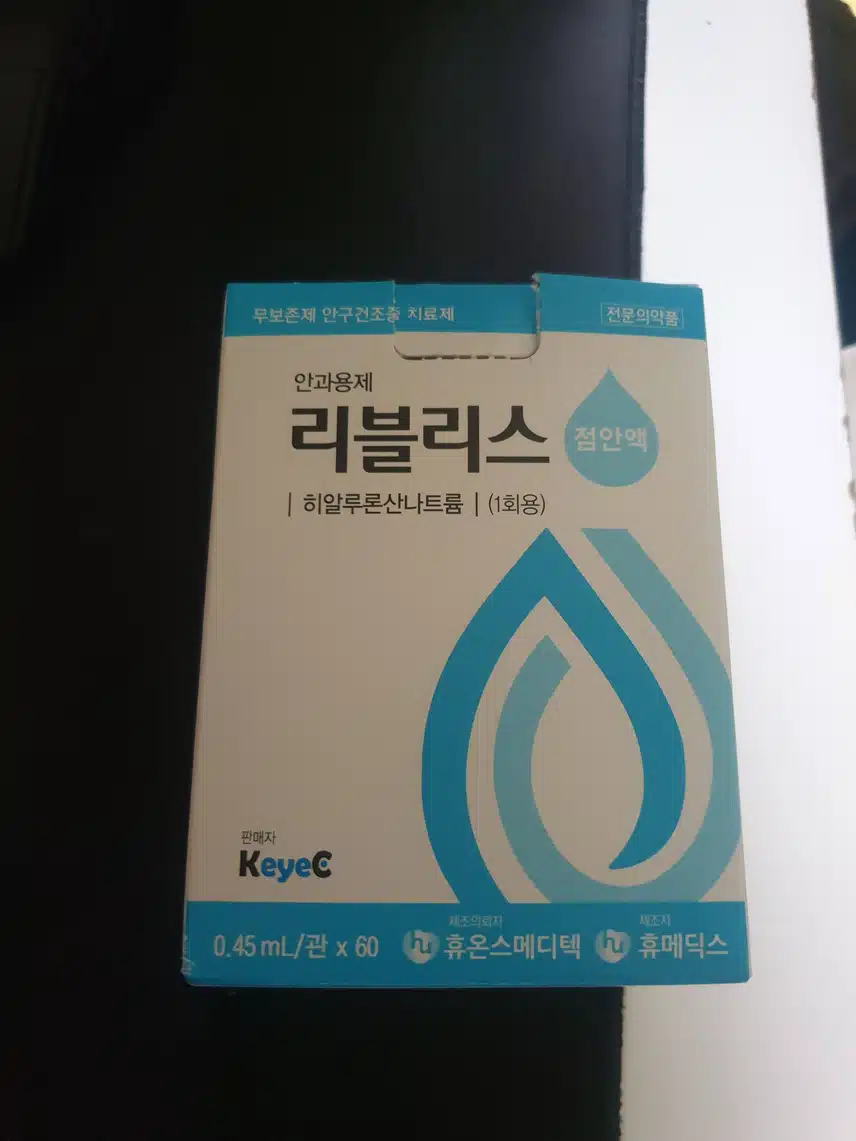 무보존제 안구건조증 치료제
전문의약품
안과용제
리블리스
점안액
| 히알루론산나트륨 | (1회용)
판매자
KeyeC
0.45 mL/관 x 60
제조의뢰자
hu 휴온스메디텍
제조자
hu 휴메딕스